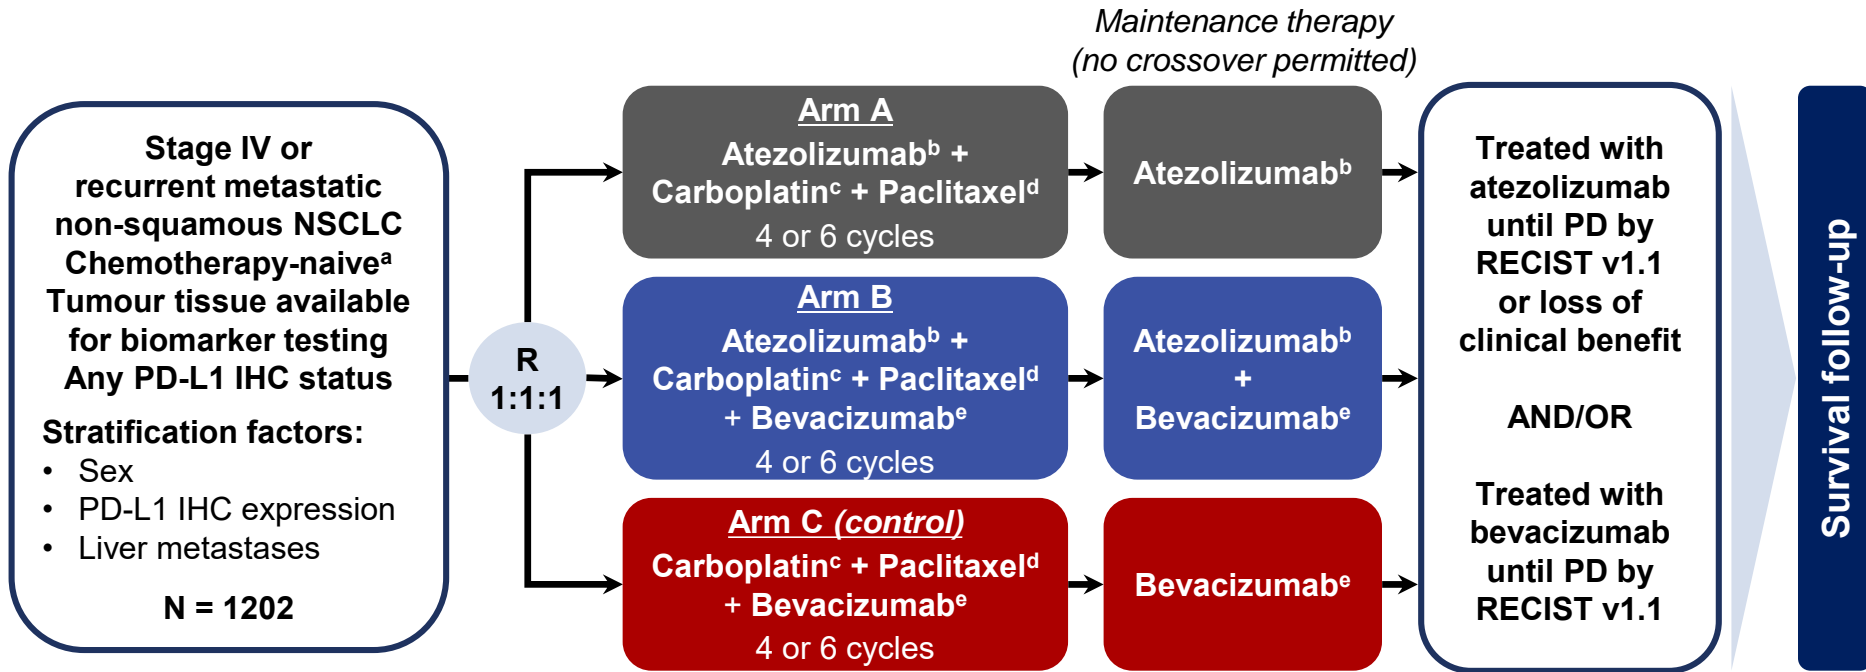 Maintenance therapy
(no crossover permitted)
Stage IV or
recurrent metastatic
non-squamous NSCLC
Chemotherapy-naiveᵃ
Tumour tissue available
for biomarker testing
Any PD-L1 IHC status
Stratification factors:
• Sex
• PD-L1 IHC expression
• Liver metastases
N = 1202
R
1:1:1
Arm A
Atezolizumabᵇ +
Carboplatinᶜ + Paclitaxelᵈ
4 or 6 cycles
Atezolizumabᵇ
Arm B
Atezolizumabᵇ +
Carboplatinᶜ + Paclitaxelᵈ
+ Bevacizumabᵉ
4 or 6 cycles
Atezolizumabᵇ
+
Bevacizumabᵉ
Arm C (control)
Carboplatinᶜ + Paclitaxelᵈ
+ Bevacizumabᵉ
4 or 6 cycles
Bevacizumabᵉ
Treated with
atezolizumab
until PD by
RECIST v1.1
or loss of
clinical benefit
AND/OR
Treated with
bevacizumab
until PD by
RECIST v1.1
Survival follow-up